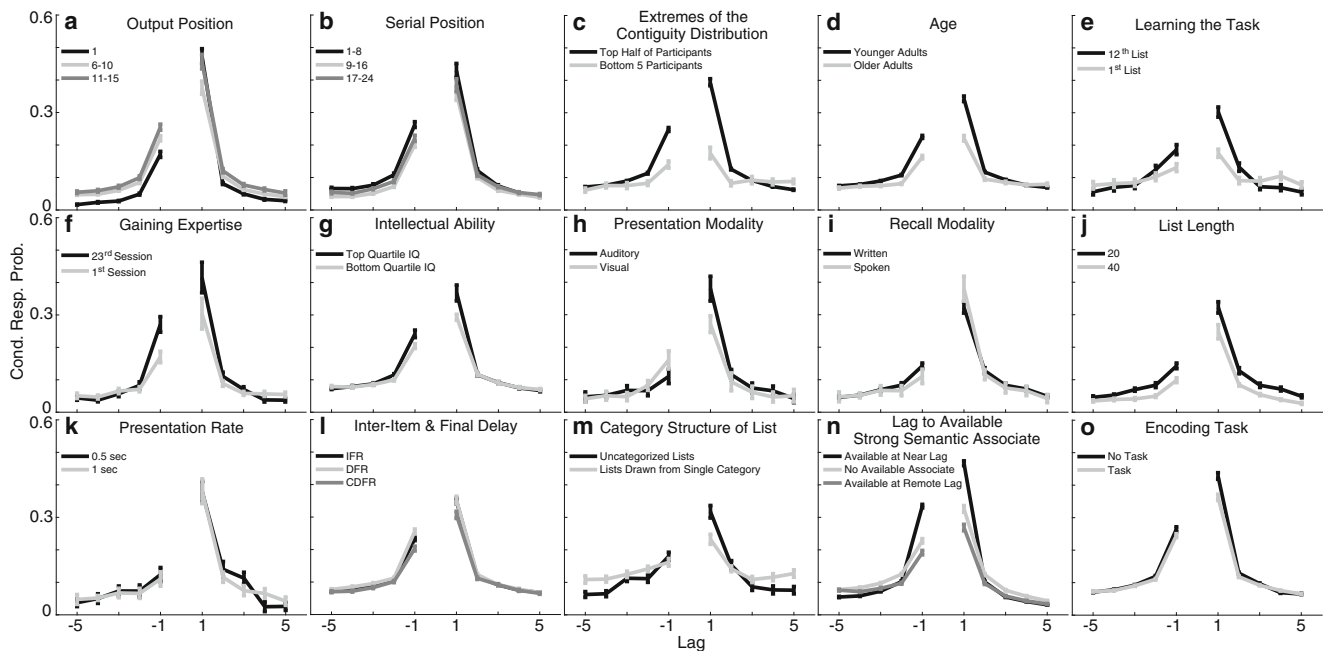 a Output Position
1
6-10
11-15
b Serial Position
1-8
9-16
17-24
c Extremes of the
Contiguity Distribution
Top Half of Participants
Bottom 5 Participants
d Age
Younger Adults
Older Adults
e Learning the Task
12th List
1st List
0.6
0.3
0
f Gaining Expertise
23rd Session
1st Session
g Intellectual Ability
Top Quartile IQ
Bottom Quartile IQ
h Presentation Modality
Auditory
Visual
i Recall Modality
Written
Spoken
j List Length
20
40
0.6
0.3
0
Cond. Resp. Prob.
k Presentation Rate
0.5 sec
1 sec
l Inter-Item & Final Delay
IFR
DFR
CDFR
m Category Structure of List
Uncategorized Lists
Lists Drawn from Single Category
n Lag to Available
Strong Semantic Associate
Available at Near Lag
No Available Associate
Available at Remote Lag
o Encoding Task
No Task
Task
0.6
0.3
0
-5 -1 1 5
-5 -1 1 5
-5 -1 1 5
-5 -1 1 5
-5 -1 1 5
Lag